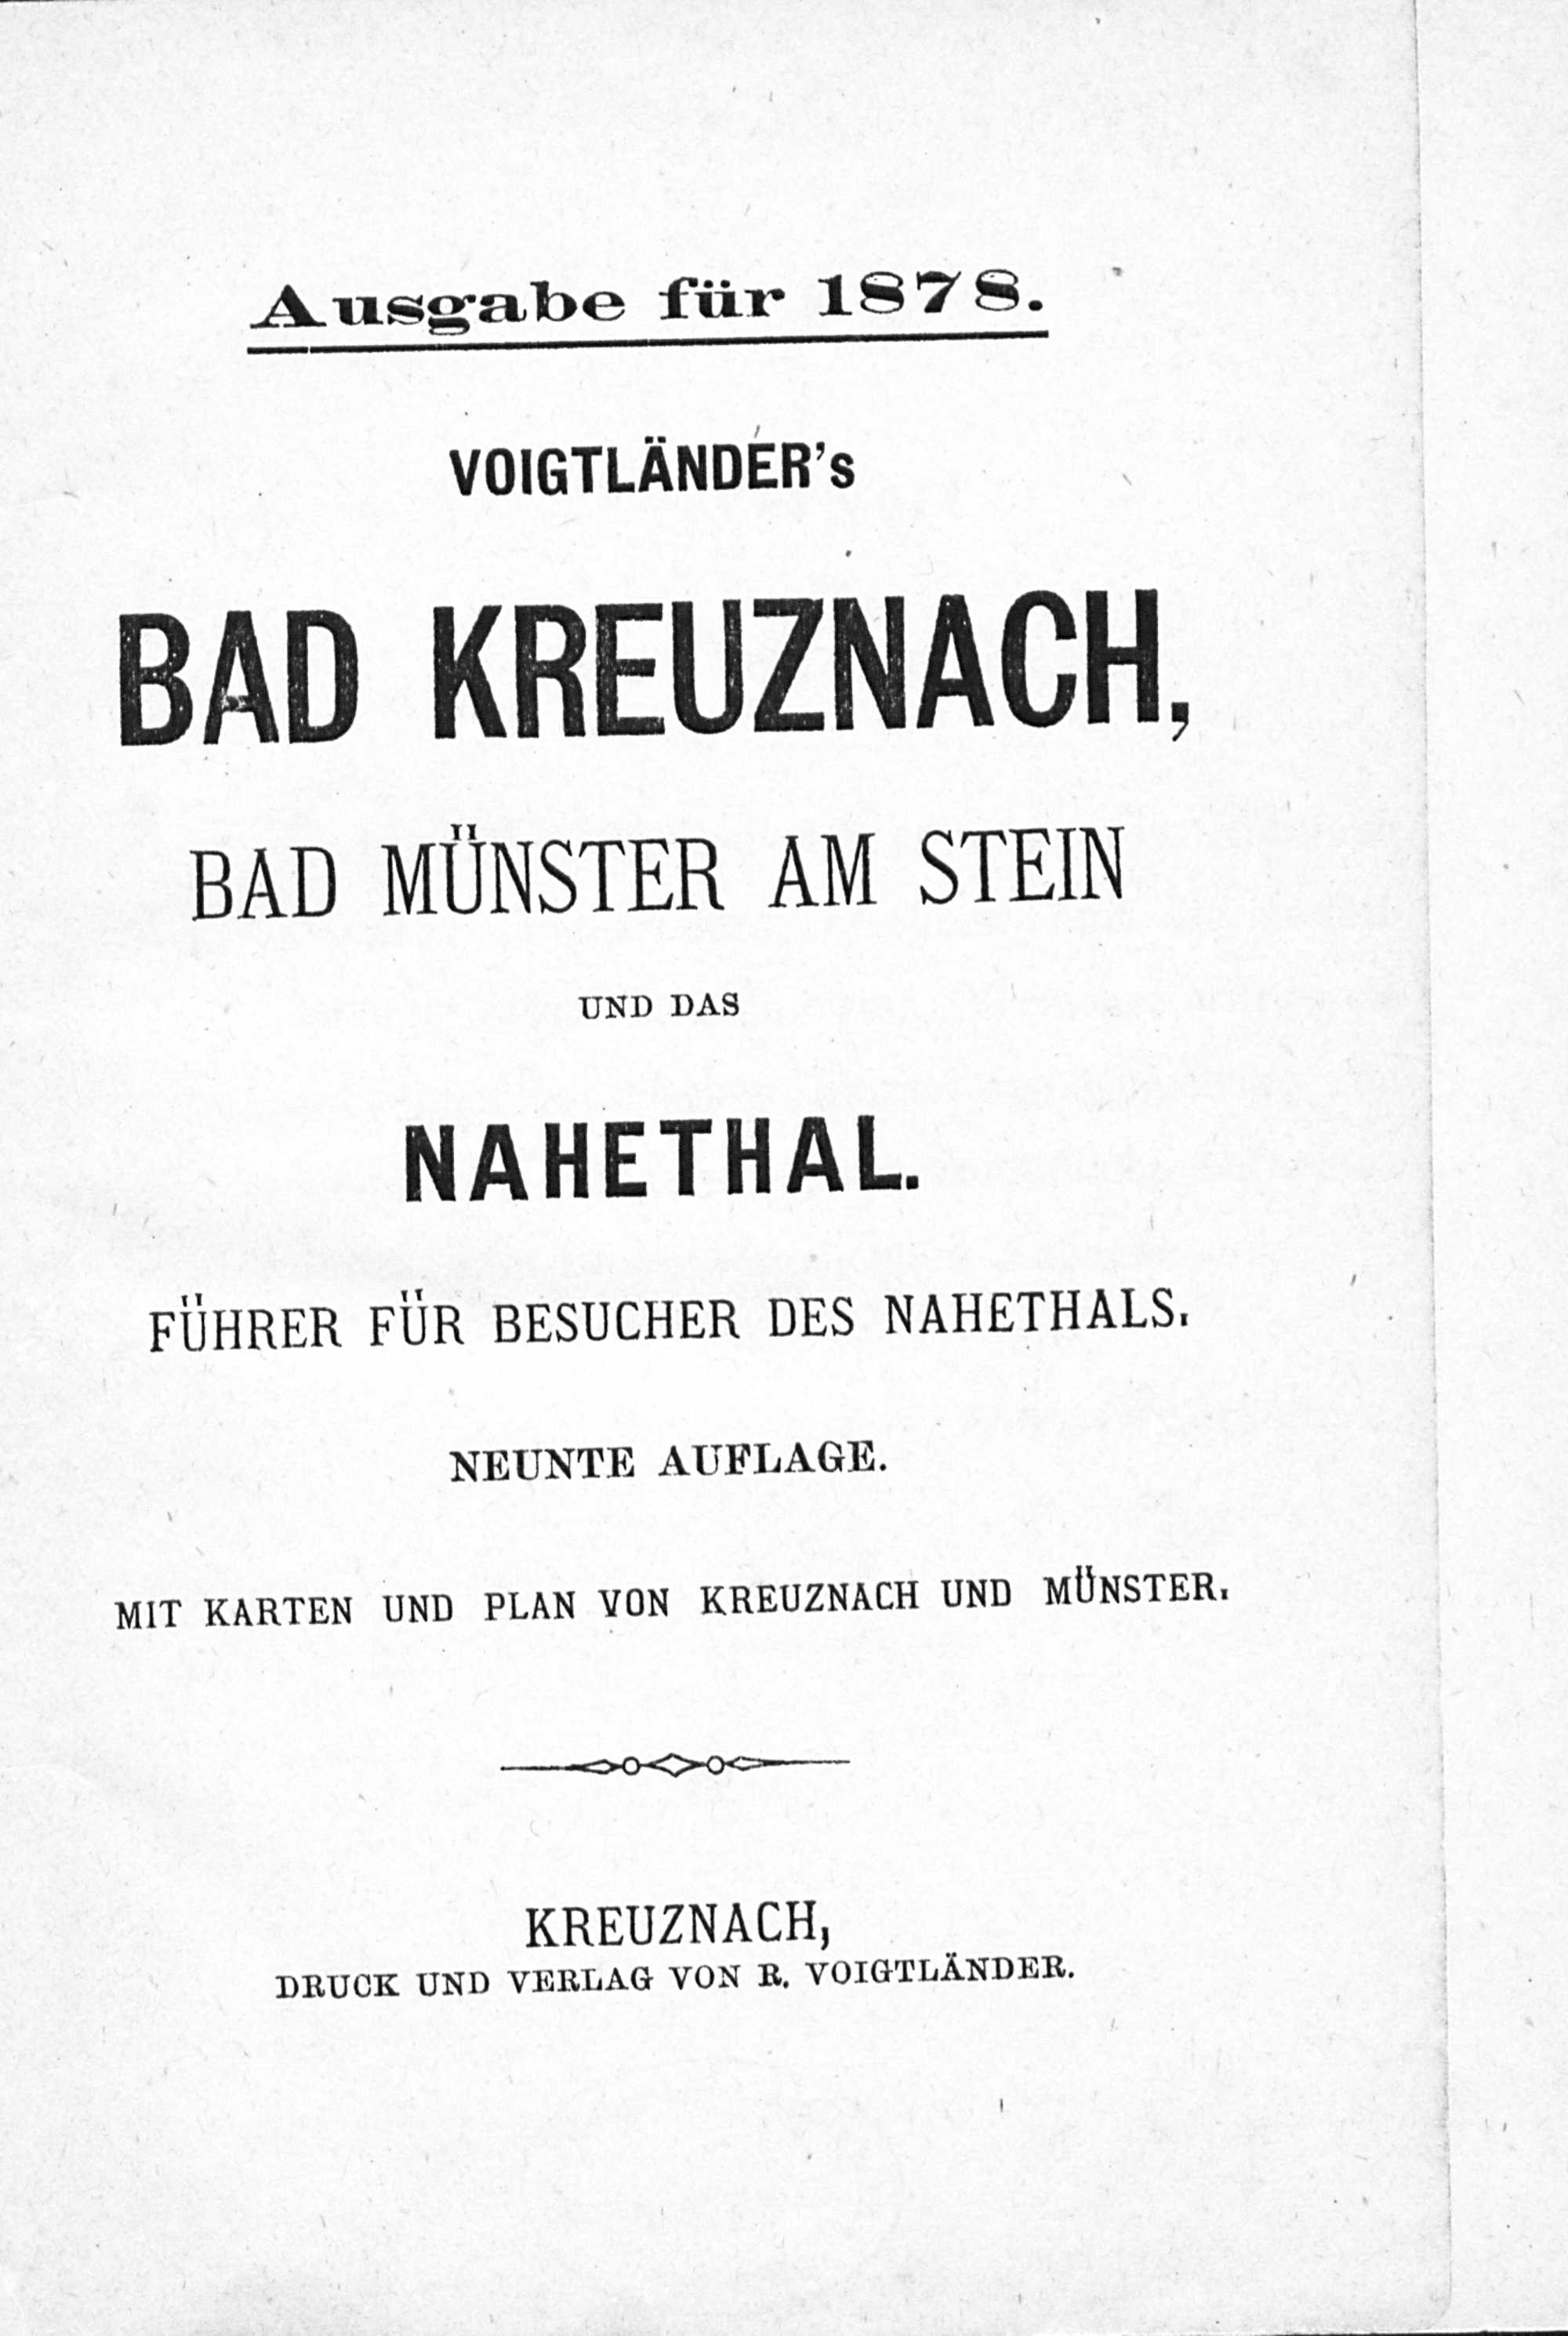 Ausgabe für 1878.
VOIGTLÄNDER's
BAD KREUZNACH,
BAD MÜNSTER AM STEIN
UND DAS
NAHETHAL.
FÜHRER FÜR BESUCHER DES NAHETHALS.
NEUNTE AUFLAGE.
MIT KARTEN UND PLAN VON KREUZNACH UND MÜNSTER.
KREUZNACH,
DRUCK UND VERLAG VON R. VOIGTLÄNDER.